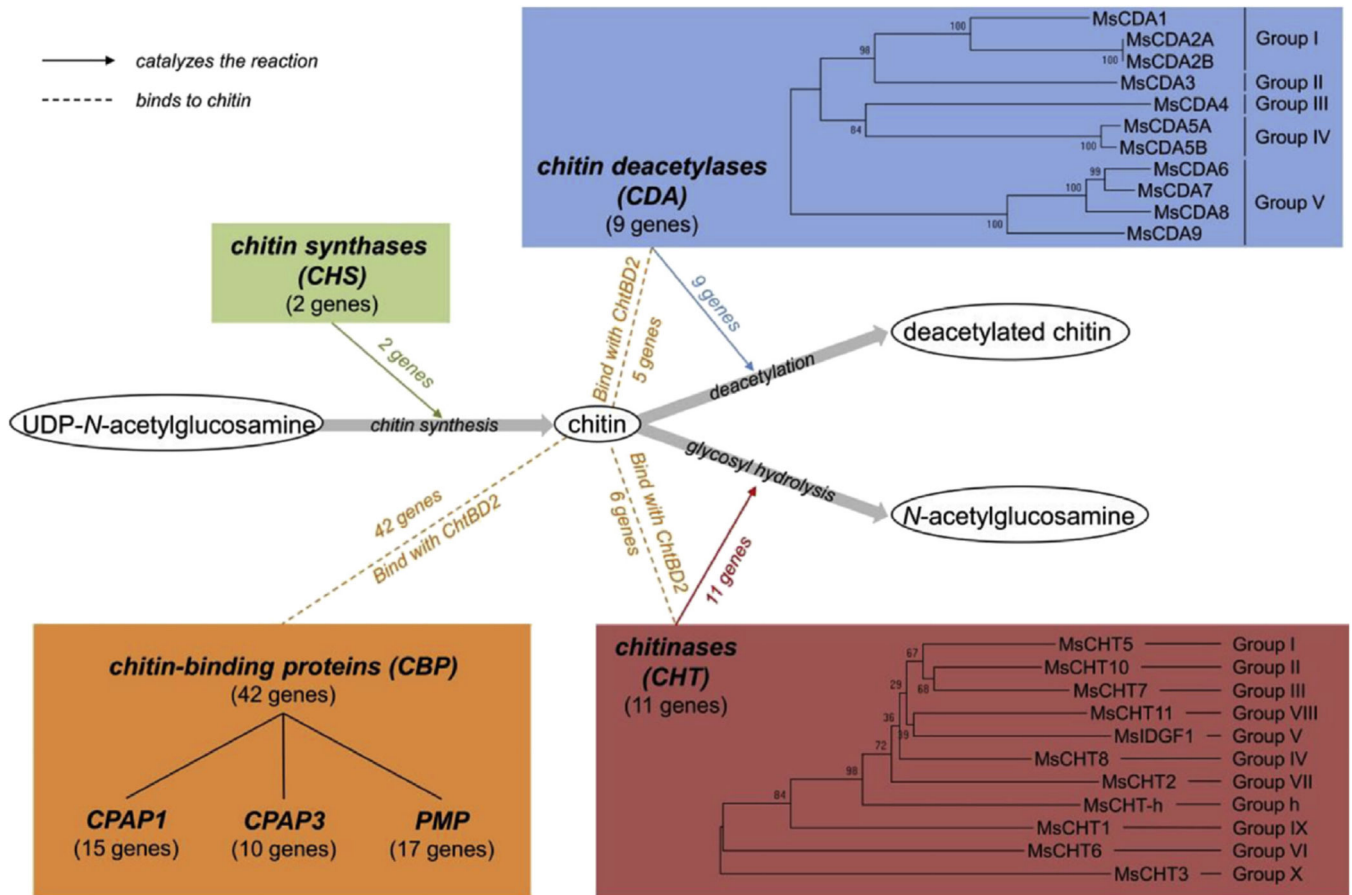 catalyzes the reaction
binds to chitin
chitin deacetylases
(CDA)
(9 genes)
100
98
100
84
100
99
100
100
MsCDA1
MsCDA2A
MsCDA2B
MsCDA3
MsCDA4
MsCDA5A
MsCDA5B
MsCDA6
MsCDA7
MsCDA8
MsCDA9
Group I
Group II
Group III
Group IV
Group V
chitin synthases
(CHS)
(2 genes)
2 genes
Bind with ChtBD2
5 genes
9 genes
UDP-N-acetylglucosamine
chitin synthesis
chitin
deacetylation
deacetylated chitin
glycosyl hydrolysis
N-acetylglucosamine
42 genes
Bind with ChtBD2
6 genes
Bind with ChtBD2
11 genes
chitin-binding proteins (CBP)
(42 genes)
CPAP1
(15 genes)
CPAP3
(10 genes)
PMP
(17 genes)
chitinases
(CHT)
(11 genes)
67
68
29
36
39
72
98
84
MsCHT5 Group I
MsCHT10 Group II
MsCHT7 Group III
MsCHT11 Group VIII
MsIDGF1 Group V
MsCHT8 Group IV
MsCHT2 Group VII
MsCHT-h Group h
MsCHT1 Group IX
MsCHT6 Group VI
MsCHT3 Group X